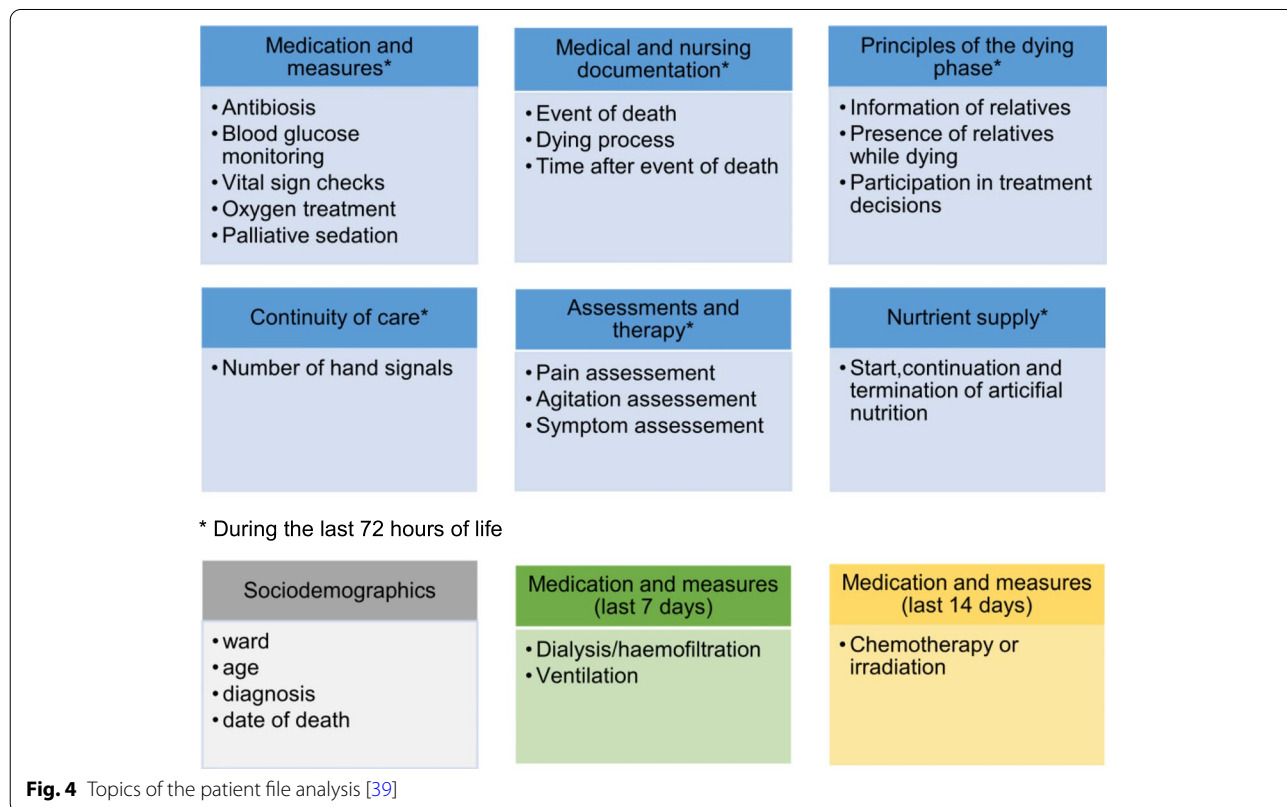 Medication and
measures*
• Antibiosis
• Blood glucose
monitoring
• Vital sign checks
• Oxygen treatment
• Palliative sedation
Medical and nursing
documentation*
• Event of death
• Dying process
• Time after event of death
Principles of the dying
phase*
• Information of relatives
• Presence of relatives
while dying
• Participation in treatment
decisions
Continuity of care*
• Number of hand signals
Assessments and
therapy*
• Pain assessement
• Agitation assessement
• Symptom assessement
Nurtrient supply*
• Start,continuation and
termination of articifial
nutrition
* During the last 72 hours of life
Sociodemographics
• ward
• age
• diagnosis
• date of death
Medication and measures
(last 7 days)
• Dialysis/haemofiltration
• Ventilation
Medication and measures
(last 14 days)
• Chemotherapy or
irradiation
Fig. 4 Topics of the patient file analysis [39]